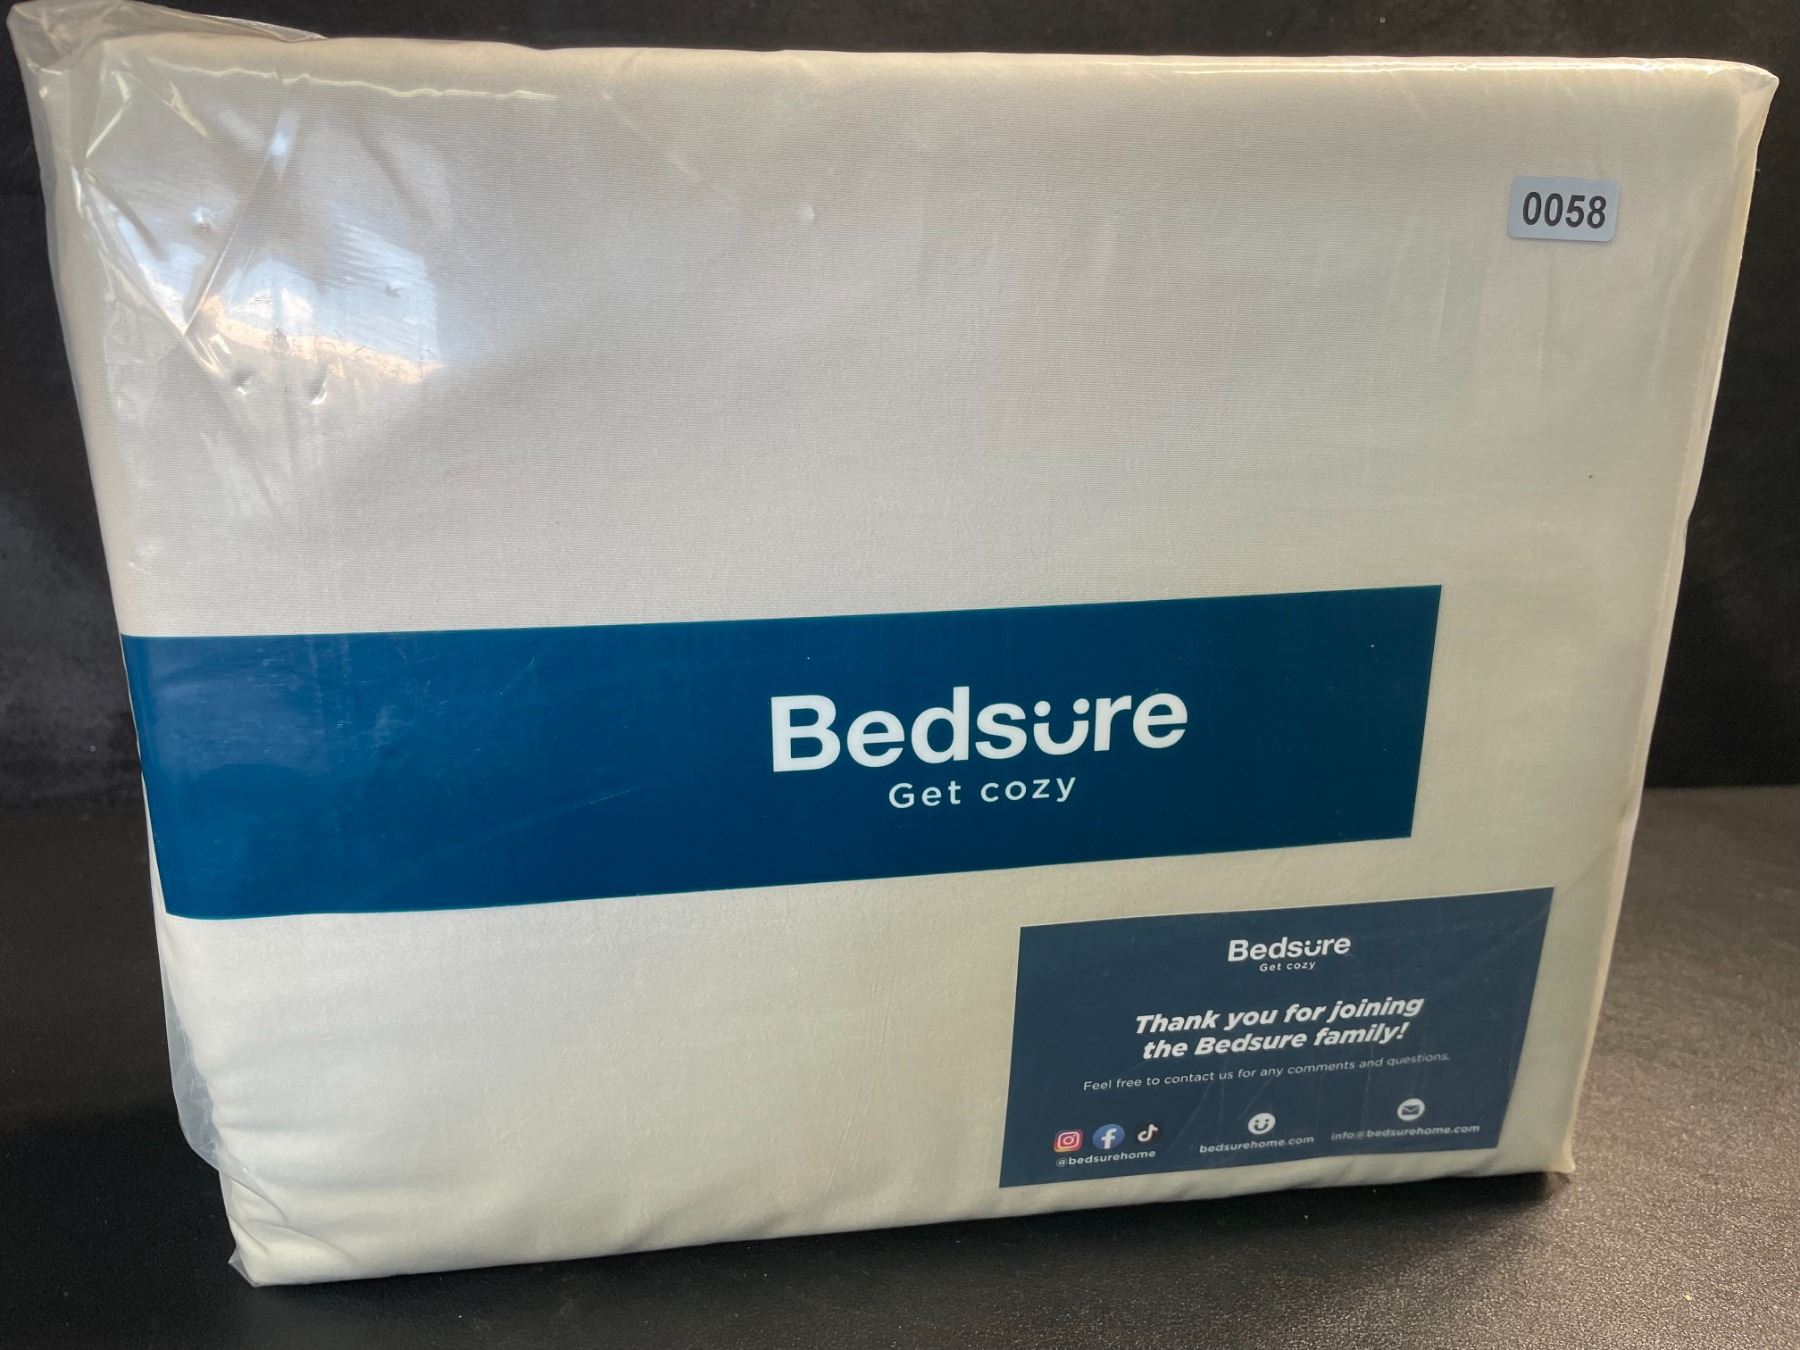 0058
Bedsure
Get cozy
Bedsure
Get cozy
Thank you for joining
the Bedsure family!
Feel free to contact us for any comments and questions.
@bedsurehome
bedsurehome.com
info@bedsurehome.com